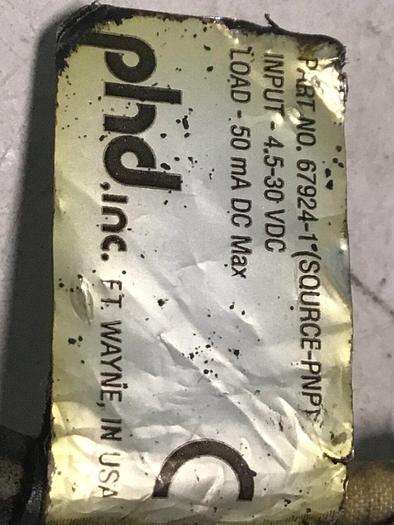 PART NO. 67924-1 (SOURCE-PNP)
INPUT - 4.5-30 VDC
LOAD - 50 mA DC Max
phd, inc. FT. WAYNE, IN USA
C